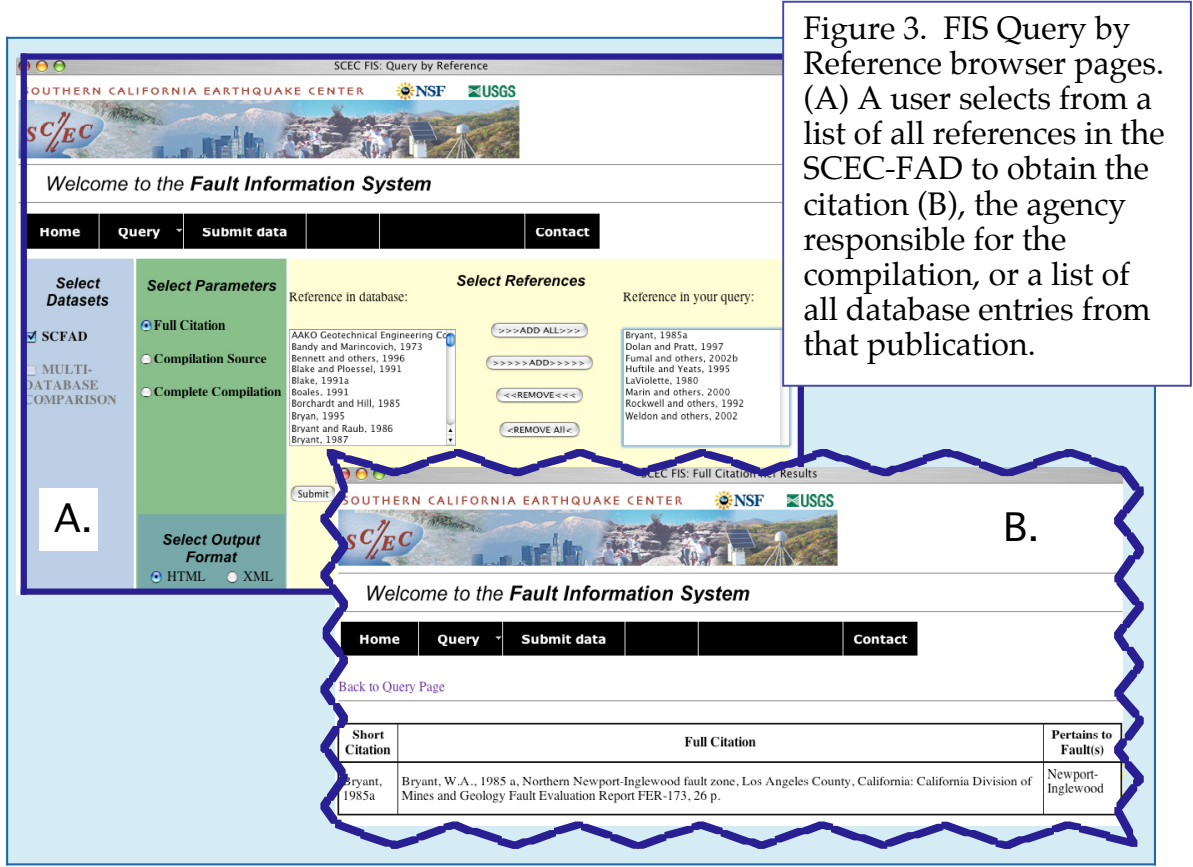 Figure 3. FIS Query by
Reference browser pages.
(A) A user selects from a
list of all references in the
SCEC-FAD to obtain the
citation (B), the agency
responsible for the
compilation, or a list of
all database entries from
that publication.
SCEC FIS: Query by Reference
SOUTHERN CALIFORNIA EARTHQUAKE CENTER NSF USGS
SC/EC
Welcome to the Fault Information System
Home Query Submit data Contact
Select
Datasets
SCFAD
MULTI-
DATABASE
COMPARISON
A.
Select Parameters
Full Citation
Compilation Source
Complete Compilation
Select Output
Format
HTML XML
Select References
Reference in database:
AAKO Geotechnical Engineering Co
Bandy and Marincovich, 1973
Bennett and others, 1996
Blake and Ploessel, 1991
Blake, 1991a
Boales, 1991
Borchardt and Hill, 1985
Bryan, 1995
Bryant and Raub, 1986
Bryant, 1987
>>>ADD ALL>>>
>>>>>ADD>>>>>
<<REMOVE<<<
<REMOVE All<
Reference in your query:
Bryant, 1985a
Dolan and Pratt, 1997
Fumal and others, 2002b
Huftile and Yeats, 1995
LaViolette, 1980
Marin and others, 2000
Rockwell and others, 1992
Weldon and others, 2002
Submit
SCEC FIS: Full Citation Ref Results
SOUTHERN CALIFORNIA EARTHQUAKE CENTER NSF USGS
SC/EC
B.
Welcome to the Fault Information System
Home Query Submit data Contact
Back to Query Page
Short
Citation
Full Citation
Pertains to
Fault(s)
Bryant,
1985a
Bryant, W.A., 1985 a, Northern Newport-Inglewood fault zone, Los Angeles County, California: California Division of
Mines and Geology Fault Evaluation Report FER-173, 26 p.
Newport-
Inglewood